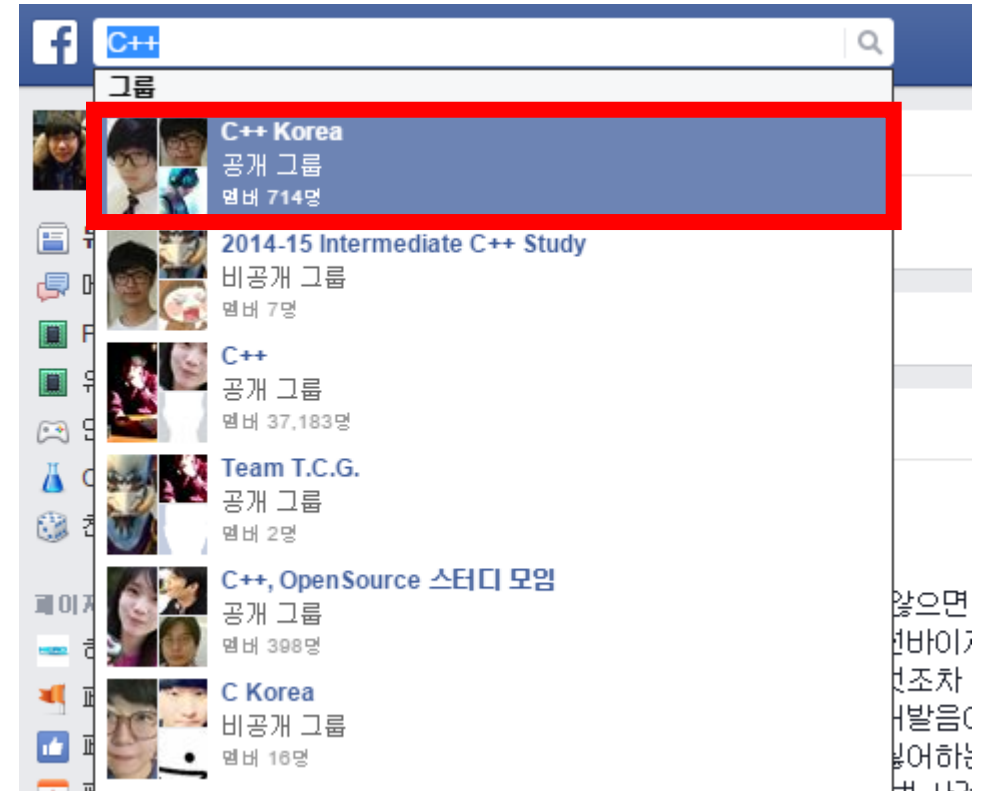 C++
그룹
C++ Korea
공개 그룹
멤버 714명
2014-15 Intermediate C++ Study
비공개 그룹
멤버 7명
C++
공개 그룹
멤버 37,183명
Team T.C.G.
공개 그룹
멤버 2명
C++, OpenSource 스터디 모임
공개 그룹
멤버 398명
C Korea
비공개 그룹
멤버 16명
않으면